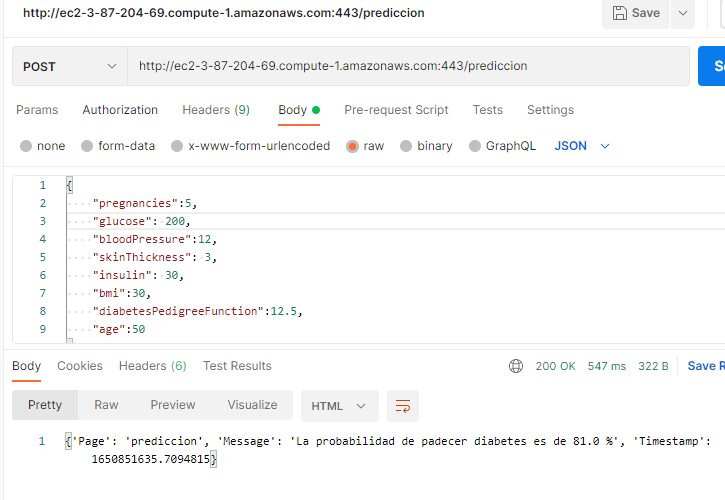 http://ec2-3-87-204-69.compute-1.amazonaws.com:443/prediccion
Save
POST
http://ec2-3-87-204-69.compute-1.amazonaws.com:443/prediccion
Params Authorization Headers (9) Body Pre-request Script Tests Settings
none form-data x-www-form-urlencoded raw binary GraphQL JSON
1 {
2 "pregnancies":5,
3 "glucose": 200,
4 "bloodPressure":12,
5 "skinThickness": 3,
6 "insulin": 30,
7 "bmi":30,
8 "diabetesPedigreeFunction":12.5,
9 "age":50
Body Cookies Headers (6) Test Results 200 OK 547 ms 322 B Save R
Pretty Raw Preview Visualize HTML
1 {'Page': 'prediccion', 'Message': 'La probabilidad de padecer diabetes es de 81.0 %', 'Timestamp':
1650851635.7094815}